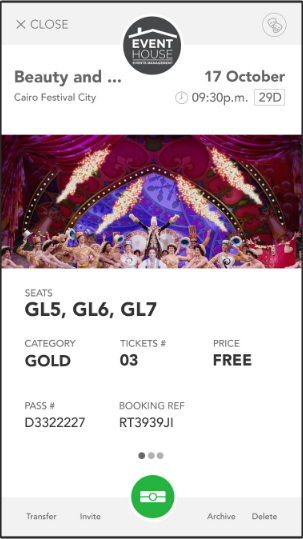 × CLOSE
EVENT
HOUSE
EVENTS MANAGEMENT
Beauty and ...
17 October
Cairo Festival City
09:30p.m. 29D
SEATS
GL5, GL6, GL7
CATEGORY TICKETS # PRICE
GOLD 03 FREE
PASS # BOOKING REF
D3322227 RT3939JI
Transfer Invite Archive Delete